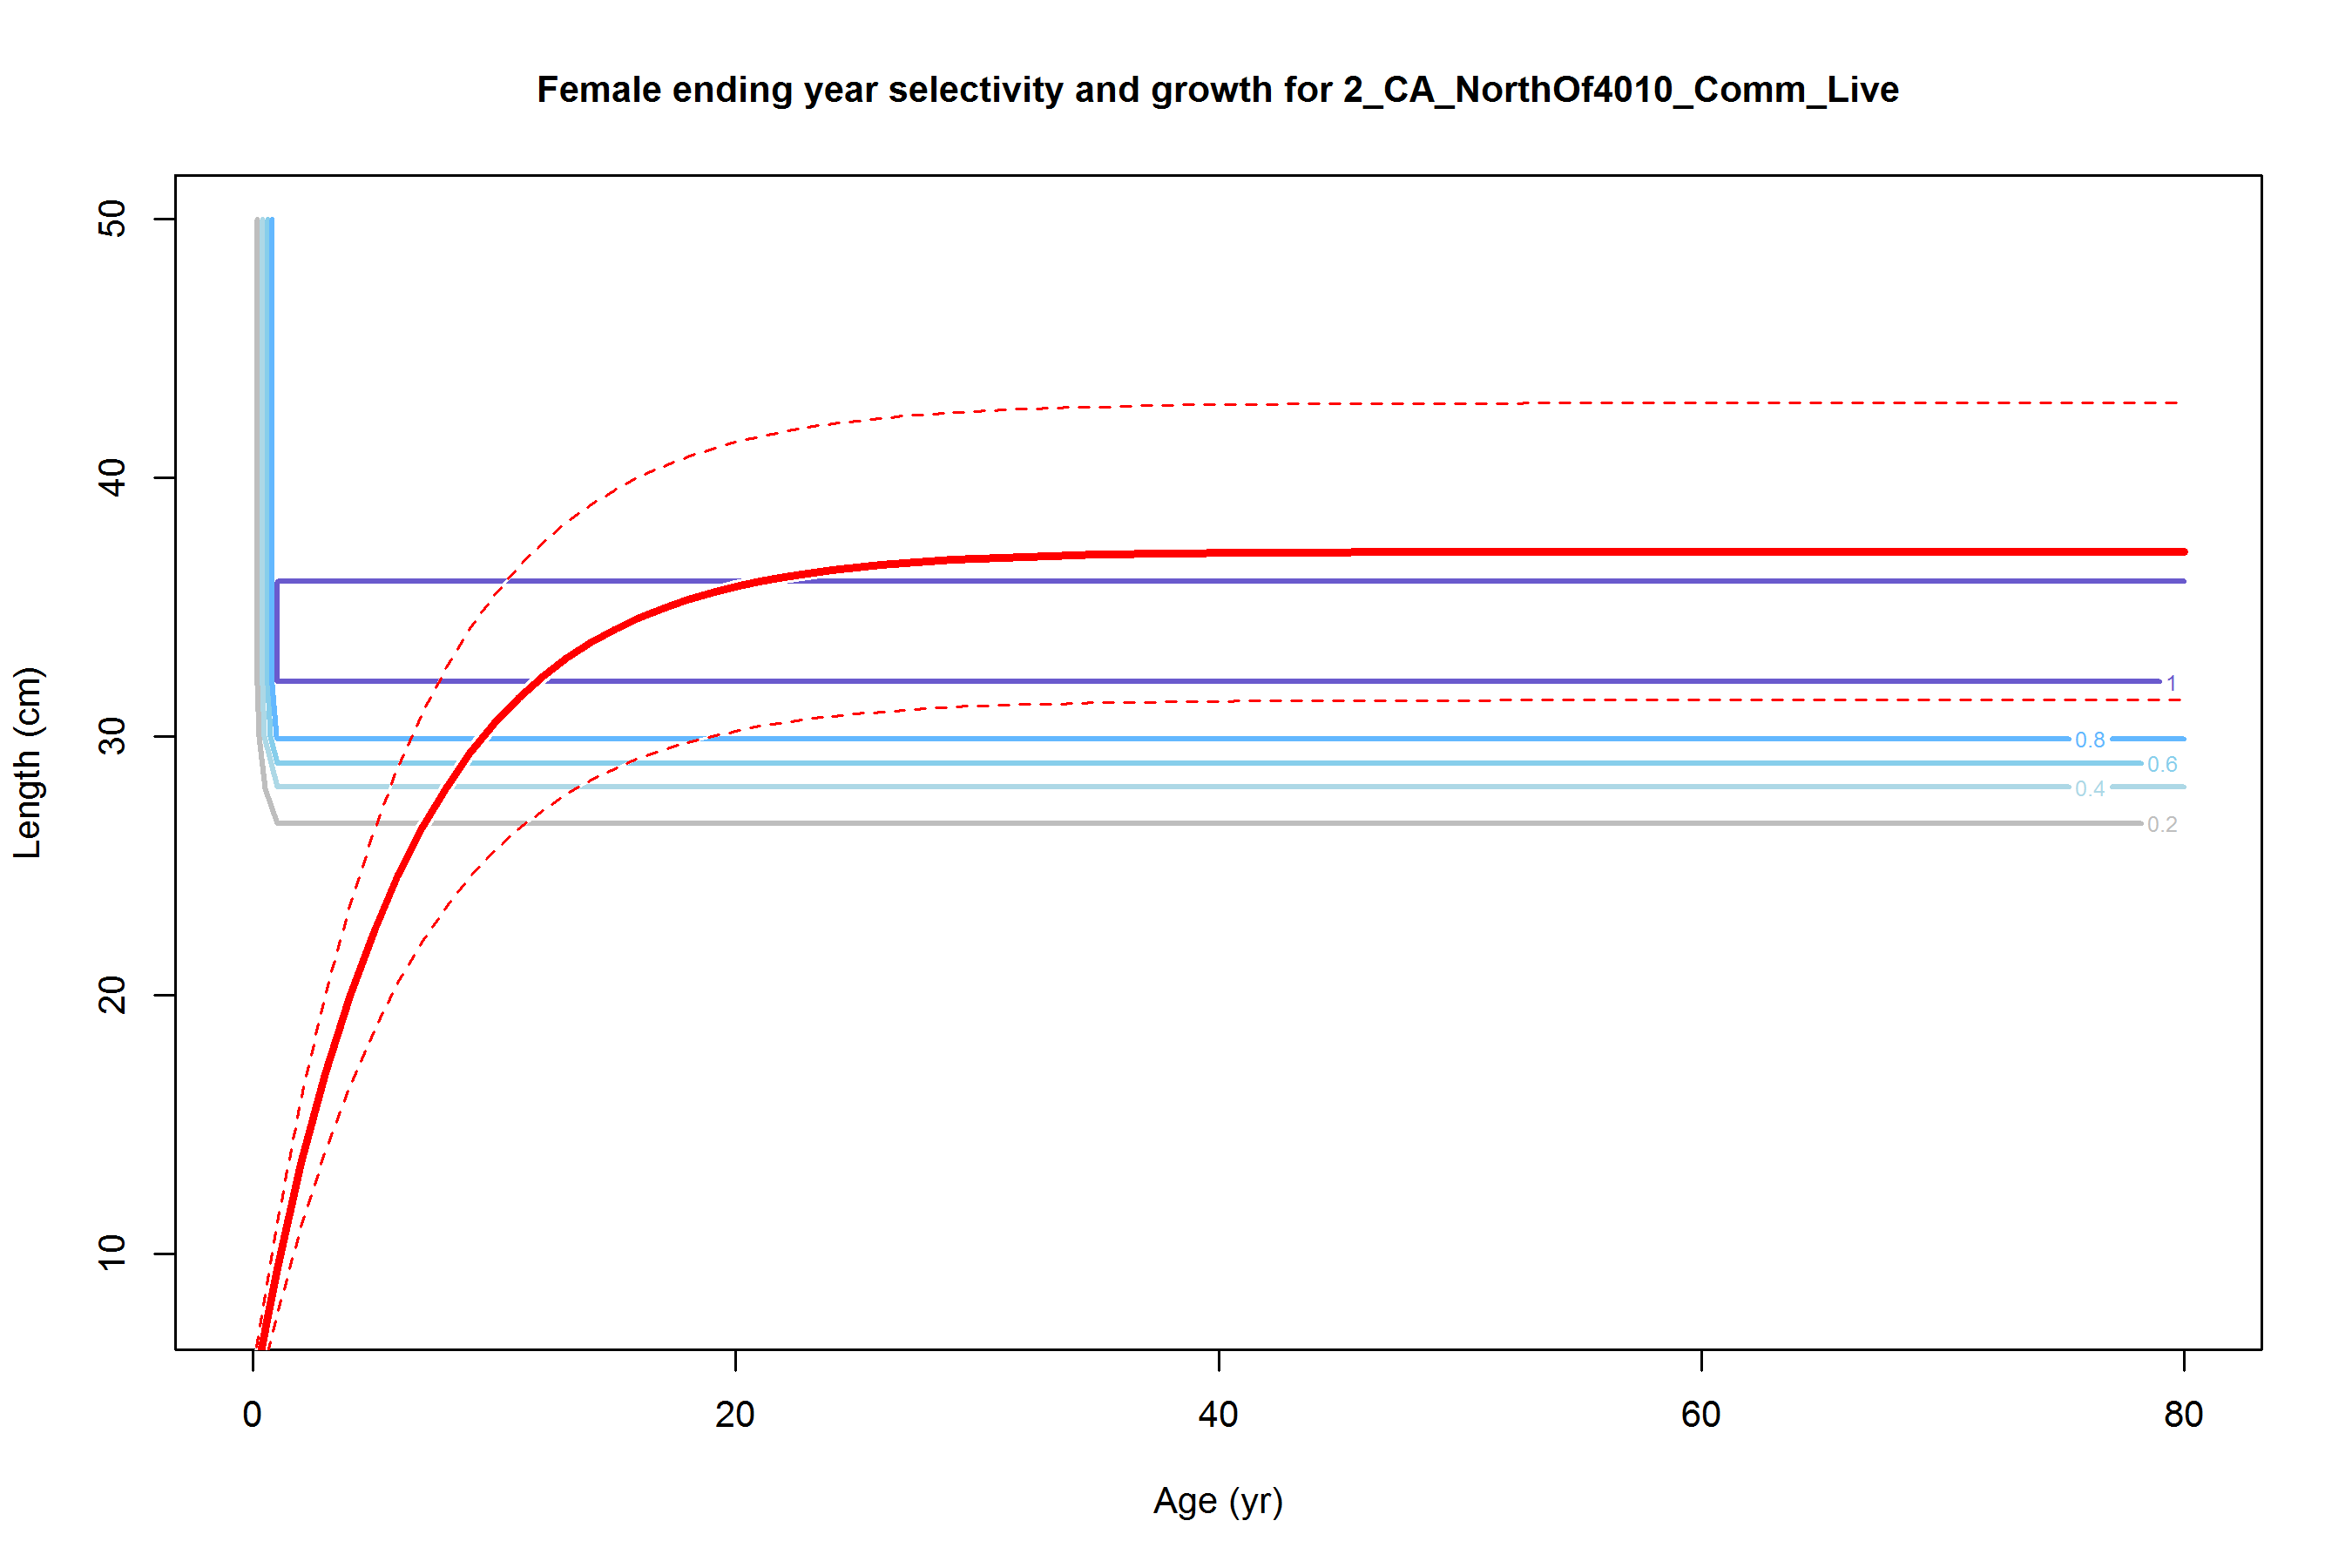 Female ending year selectivity and growth for 2_CA_NorthOf4010_Comm_Live
50
40
30
20
10
Length (cm)
1
0.8
0.6
0.4
0.2
0 20 40 60 80
Age (yr)